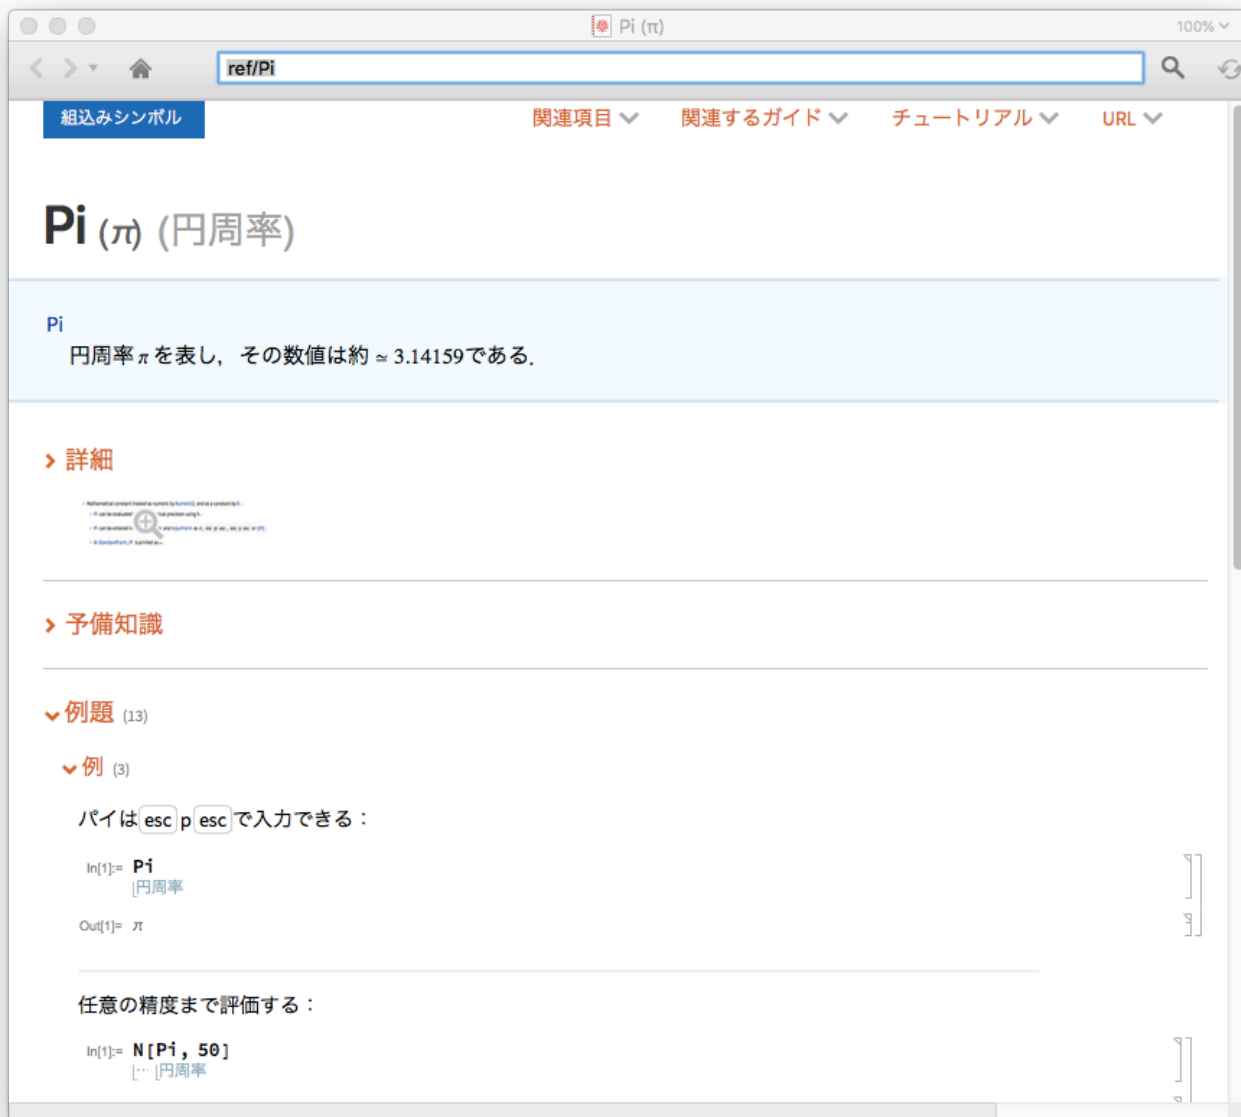 Pi (π)
100%
ref/Pi
組込みシンボル
関連項目
関連するガイド
チュートリアル
URL
Pi (π) (円周率)
Pi
円周率 π を表し，その数値は約 ≃ 3.14159である．
詳細
予備知識
例題 (13)
例 (3)
パイは esc p esc で入力できる：
In[1]:= Pi
円周率
Out[1]= π
任意の精度まで評価する：
In[1]:= N[Pi, 50]
… 円周率